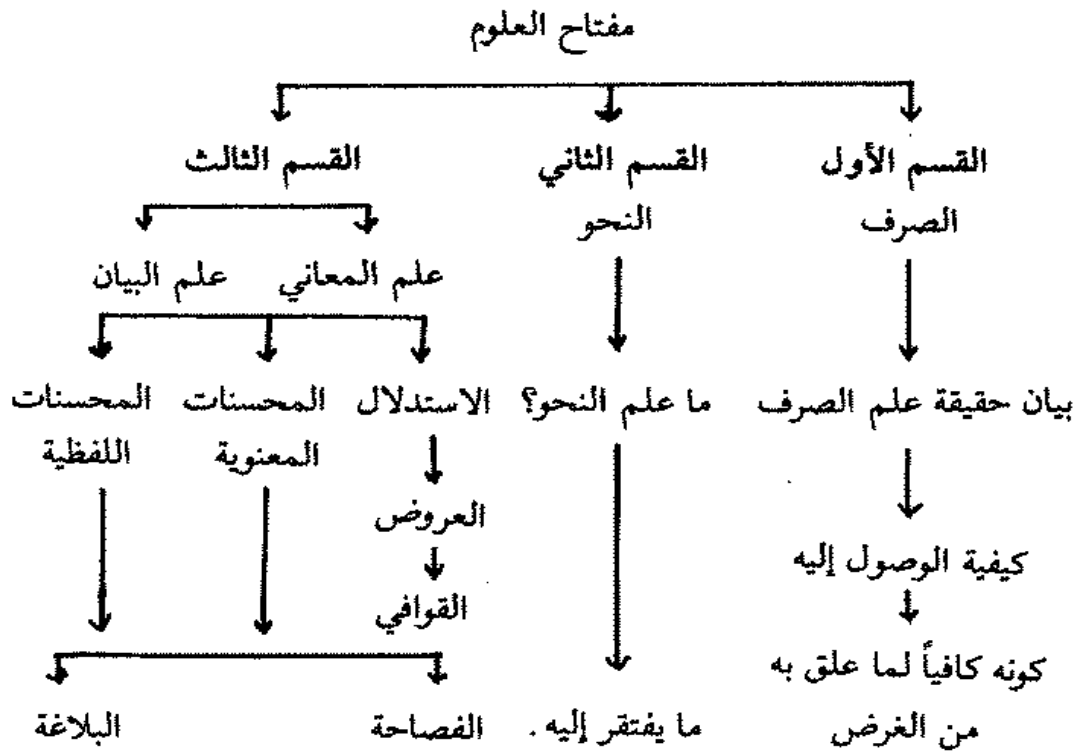 مفتاح العلوم
القسم الأول القسم الثاني القسم الثالث
الصرف النحو
علم المعاني علم البيان
بيان حقيقة علم الصرف ما علم النحو؟ الاستدلال المحسنات المحسنات
المعنوية اللفظية
العروض
كيفية الوصول إليه
القوافي
كونه كافياً لما علق به
من الغرض ما يفتقر إليه . الفصاحة البلاغة